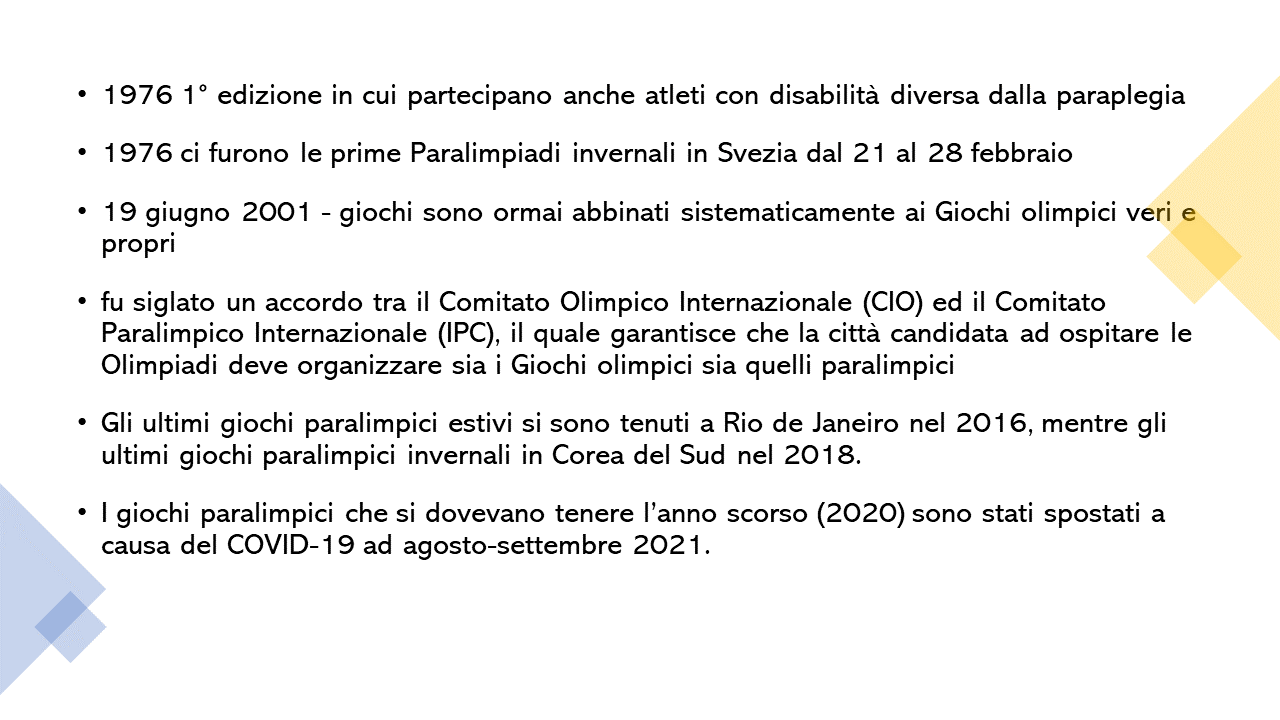 • 1976 1° edizione in cui partecipano anche atleti con disabilità diversa dalla paraplegia
• 1976 ci furono le prime Paralimpiadi invernali in Svezia dal 21 al 28 febbraio
• 19 giugno 2001 - giochi sono ormai abbinati sistematicamente ai Giochi olimpici veri e
propri
• fu siglato un accordo tra il Comitato Olimpico Internazionale (CIO) ed il Comitato
Paralimpico Internazionale (IPC), il quale garantisce che la città candidata ad ospitare le
Olimpiadi deve organizzare sia i Giochi olimpici sia quelli paralimpici
• Gli ultimi giochi paralimpici estivi si sono tenuti a Rio de Janeiro nel 2016, mentre gli
ultimi giochi paralimpici invernali in Corea del Sud nel 2018.
• I giochi paralimpici che si dovevano tenere l’anno scorso (2020) sono stati spostati a
causa del COVID-19 ad agosto-settembre 2021.